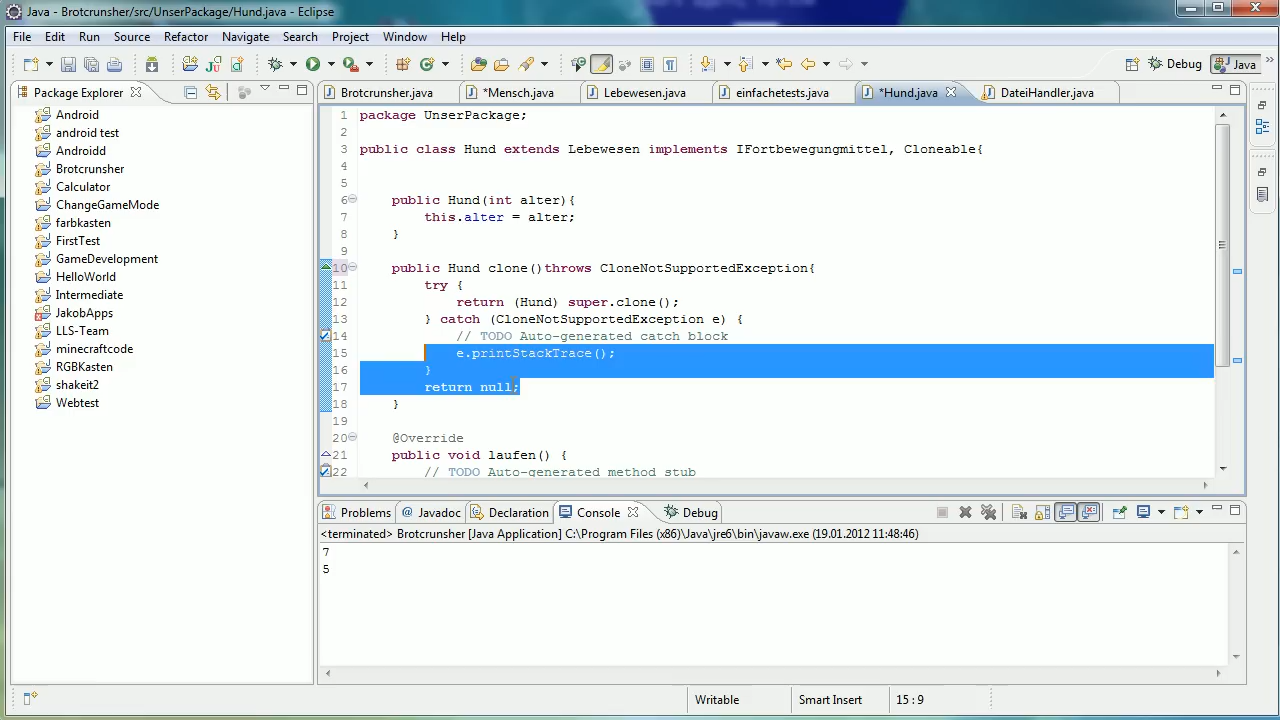 Java - Brotcrunsher/src/UnserPackage/Hund.java - Eclipse
File Edit Run Source Refactor Navigate Search Project Window Help
Debug Java
Package Explorer
Brotcrunsher.java *Mensch.java Lebewesen.java einfachetests.java *Hund.java DateiHandler.java
Android
android test
Androidd
Brotcrunsher
Calculator
ChangeGameMode
farbkasten
FirstTest
GameDevelopment
HelloWorld
Intermediate
JakobApps
LLS-Team
minecraftcode
RGBKasten
shakeit2
Webtest
1 package UnserPackage;
2
3 public class Hund extends Lebewesen implements IFortbewegungmittel, Cloneable{
4
5
6 public Hund(int alter){
7 this.alter = alter;
8 }
9
10 public Hund clone()throws CloneNotSupportedException{
11 try {
12 return (Hund) super.clone();
13 } catch (CloneNotSupportedException e) {
14 // TODO Auto-generated catch block
15 e.printStackTrace();
16 }
17 return null;
18 }
19
20 @Override
21 public void laufen() {
22 // TODO Auto-generated method stub
Problems @ Javadoc Declaration Console Debug
<terminated> Brotcrunsher [Java Application] C:\Program Files (x86)\Java\jre6\bin\javaw.exe (19.01.2012 11:48:46)
7
5
Writable Smart Insert 15 : 9